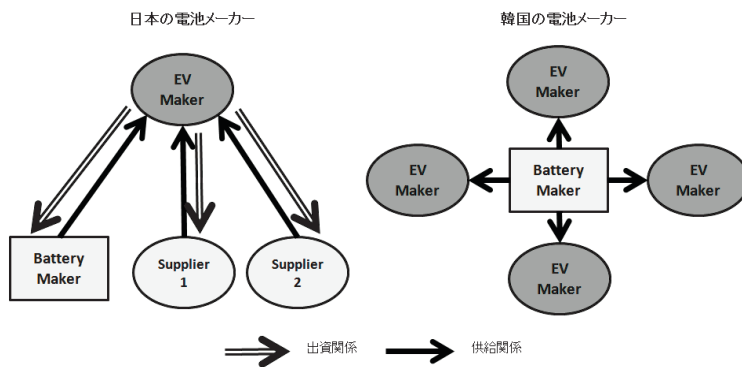 日本の電池メーカー
EV
Maker
Battery
Maker
Supplier
1
Supplier
2
韓国の電池メーカー
EV
Maker
EV
Maker
Battery
Maker
EV
Maker
EV
Maker
出資関係
供給関係